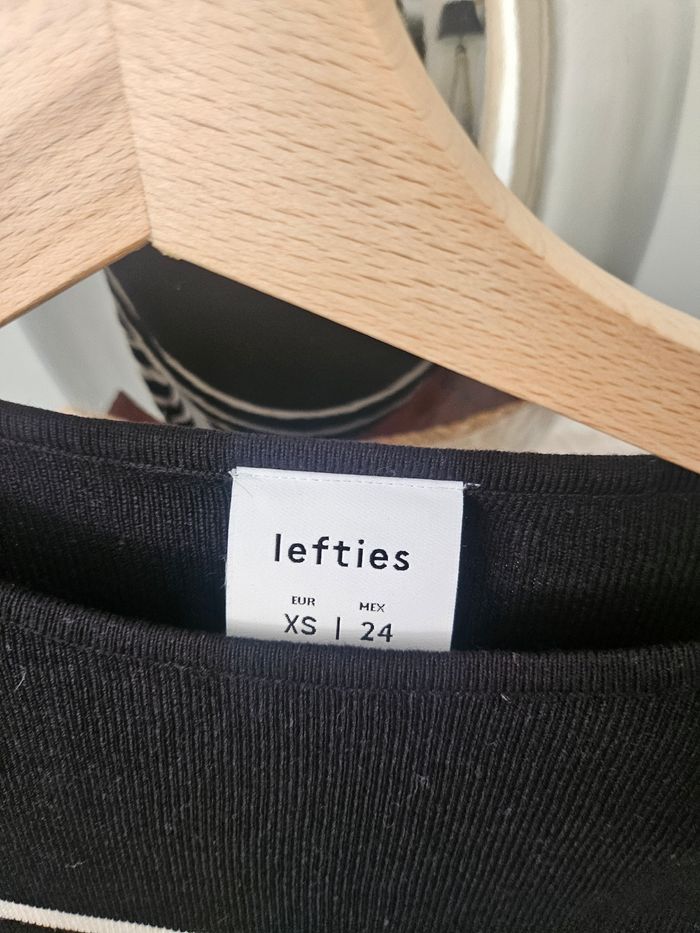 lefties
EUR MEX
XS | 24